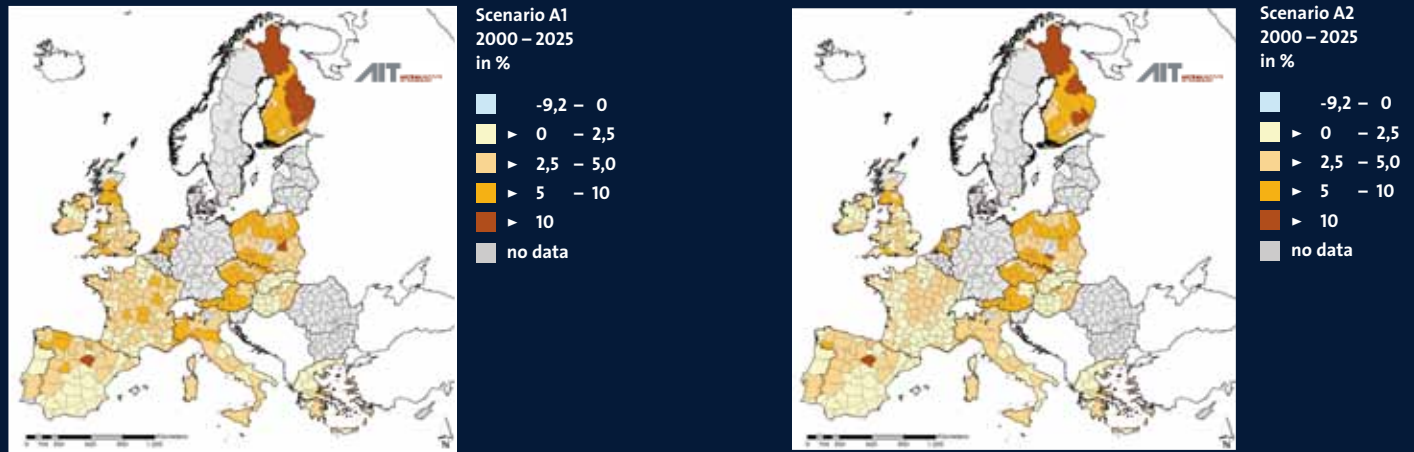 Scenario A1
2000 – 2025
in %
-9,2 – 0
► 0 – 2,5
► 2,5 – 5,0
► 5 – 10
► 10
no data
AIT
Scenario A2
2000 – 2025
in %
-9,2 – 0
► 0 – 2,5
► 2,5 – 5,0
► 5 – 10
► 10
no data
AIT